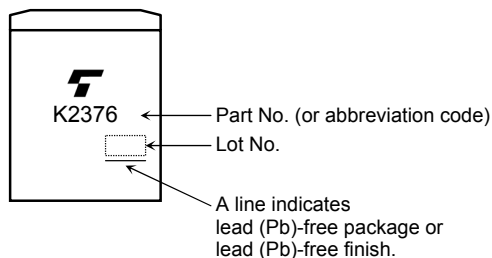 K2376
Part No. (or abbreviation code)
Lot No.
A line indicates
lead (Pb)-free package or
lead (Pb)-free finish.